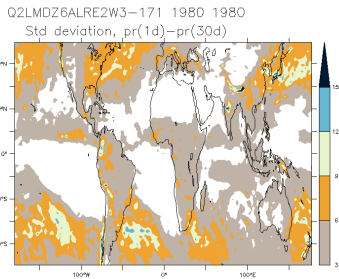 Q2LMDZ6ALRE2W3-171 1980 1980
Std deviation, pr(1d)-pr(30d)
°N
°N
0°
°S
°S
100°W 0° 100°E
15
12
9
6
3